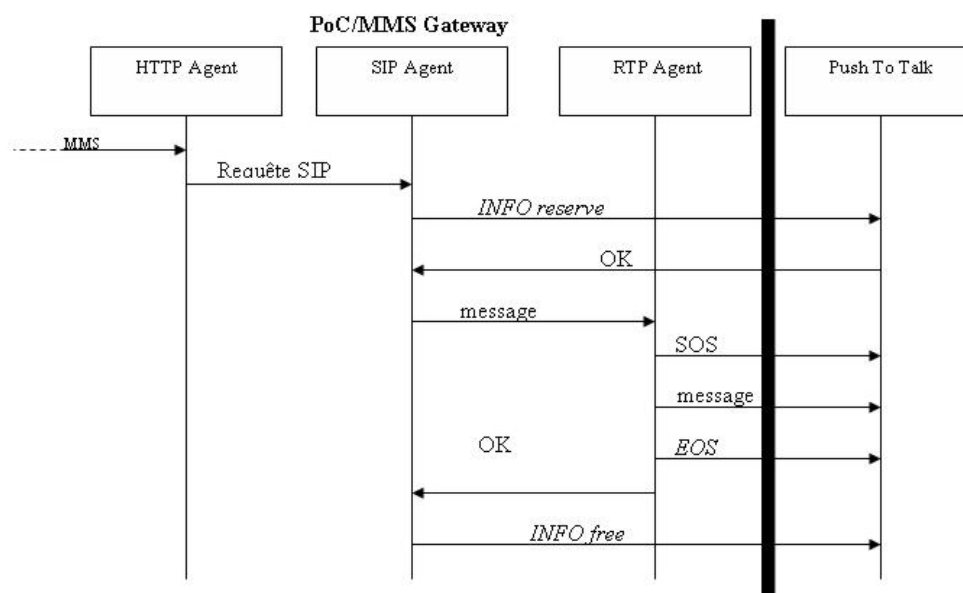 PoC/MMS Gateway
HTTP Agent
SIP Agent
RTP Agent
Push To Talk
MMS
Requête SIP
INFO reserve
OK
message
SOS
message
OK
EOS
INFO free